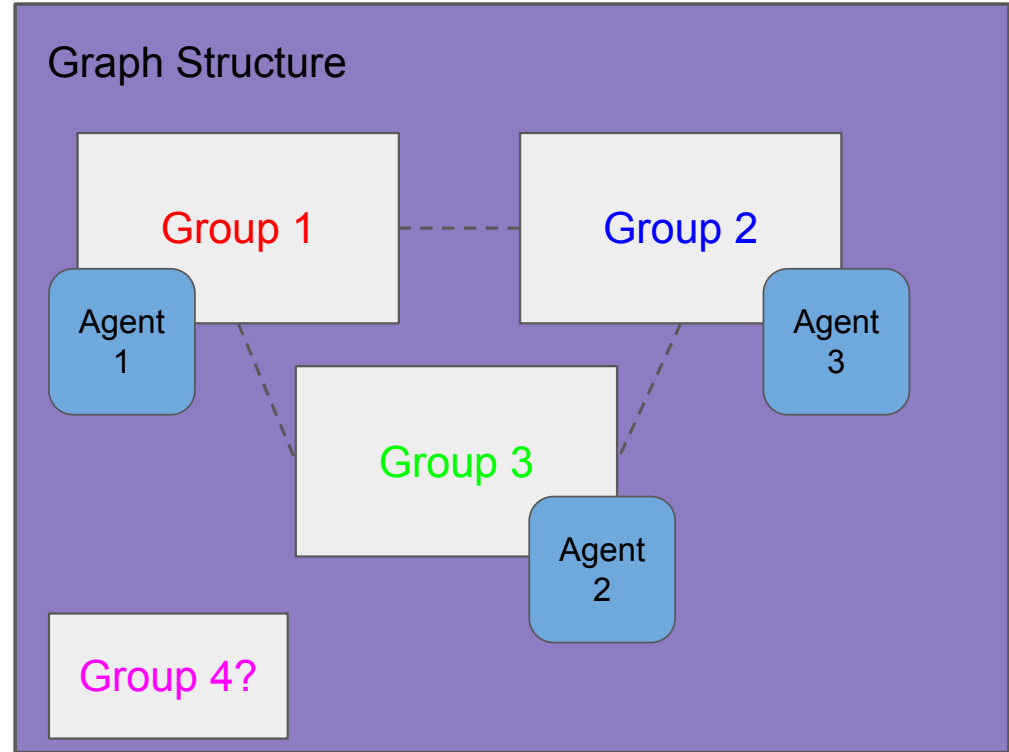 Graph Structure
Group 1
Group 2
Agent
1
Agent
3
Group 3
Agent
2
Group 4?